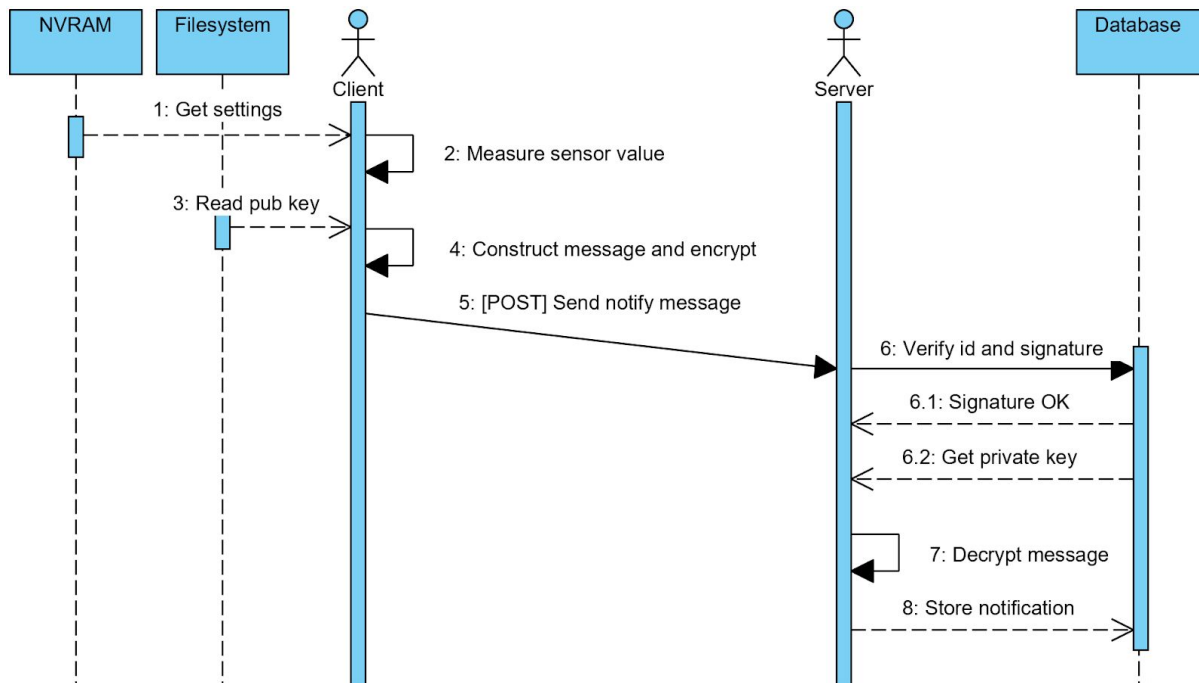 NVRAM
Filesystem
Client
Server
Database
1: Get settings
2: Measure sensor value
3: Read pub key
4: Construct message and encrypt
5: [POST] Send notify message
6: Verify id and signature
6.1: Signature OK
6.2: Get private key
7: Decrypt message
8: Store notification